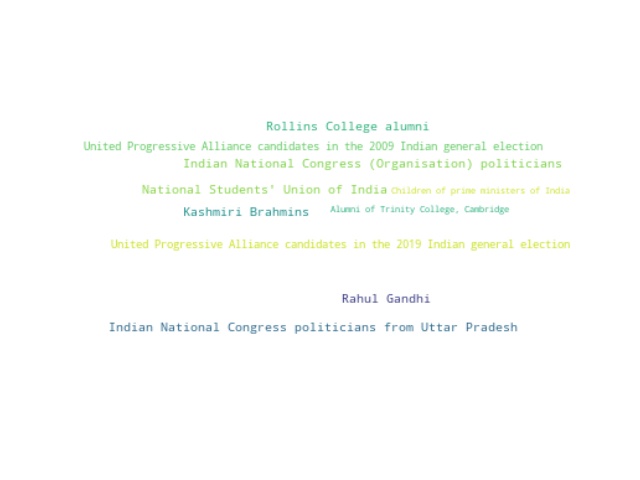 Rollins College alumni
United Progressive Alliance candidates in the 2009 Indian general election
Indian National Congress (Organisation) politicians
National Students' Union of India Children of prime ministers of India
Kashmiri Brahmins Alumni of Trinity College, Cambridge
United Progressive Alliance candidates in the 2019 Indian general election
Rahul Gandhi
Indian National Congress politicians from Uttar Pradesh